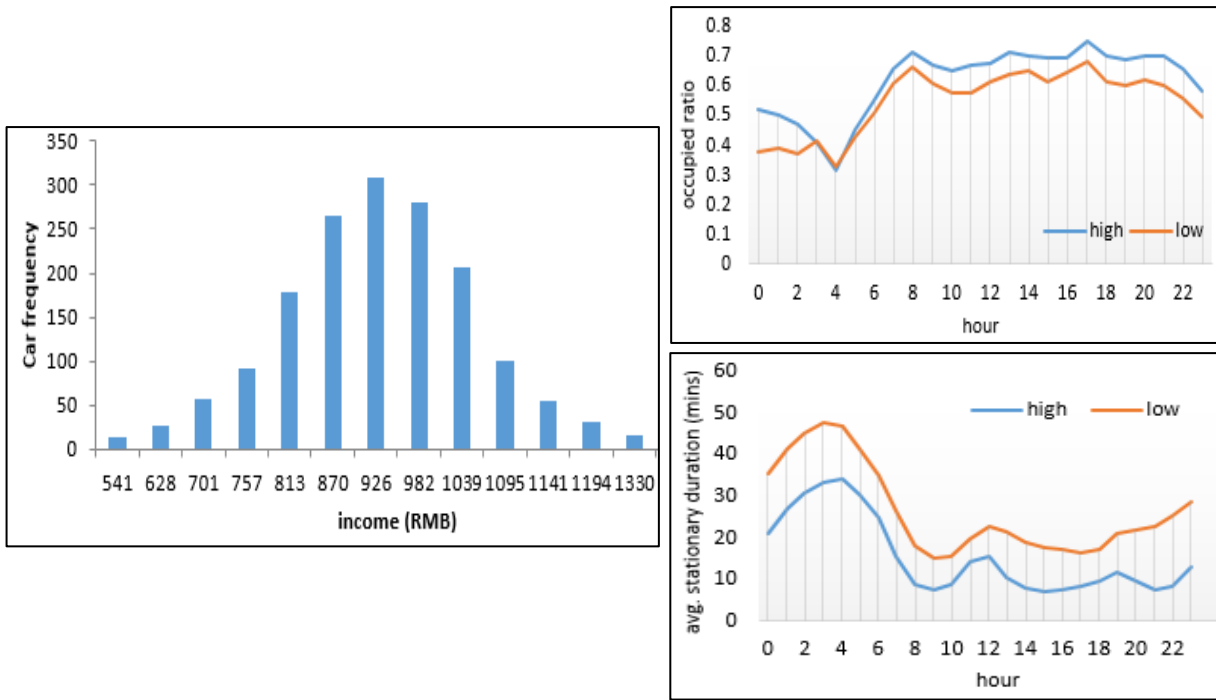 350
300
250
200
150
100
50
0
Car frequency
541 628 701 757 813 870 926 982 1039 1095 1141 1194 1330
income (RMB)
0.8
0.7
0.6
0.5
0.4
0.3
0.2
0.1
0
occupied ratio
high low
0 2 4 6 8 10 12 14 16 18 20 22
hour
60
50
40
30
20
10
0
avg. stationary duration (mins)
high low
0 2 4 6 8 10 12 14 16 18 20 22
hour